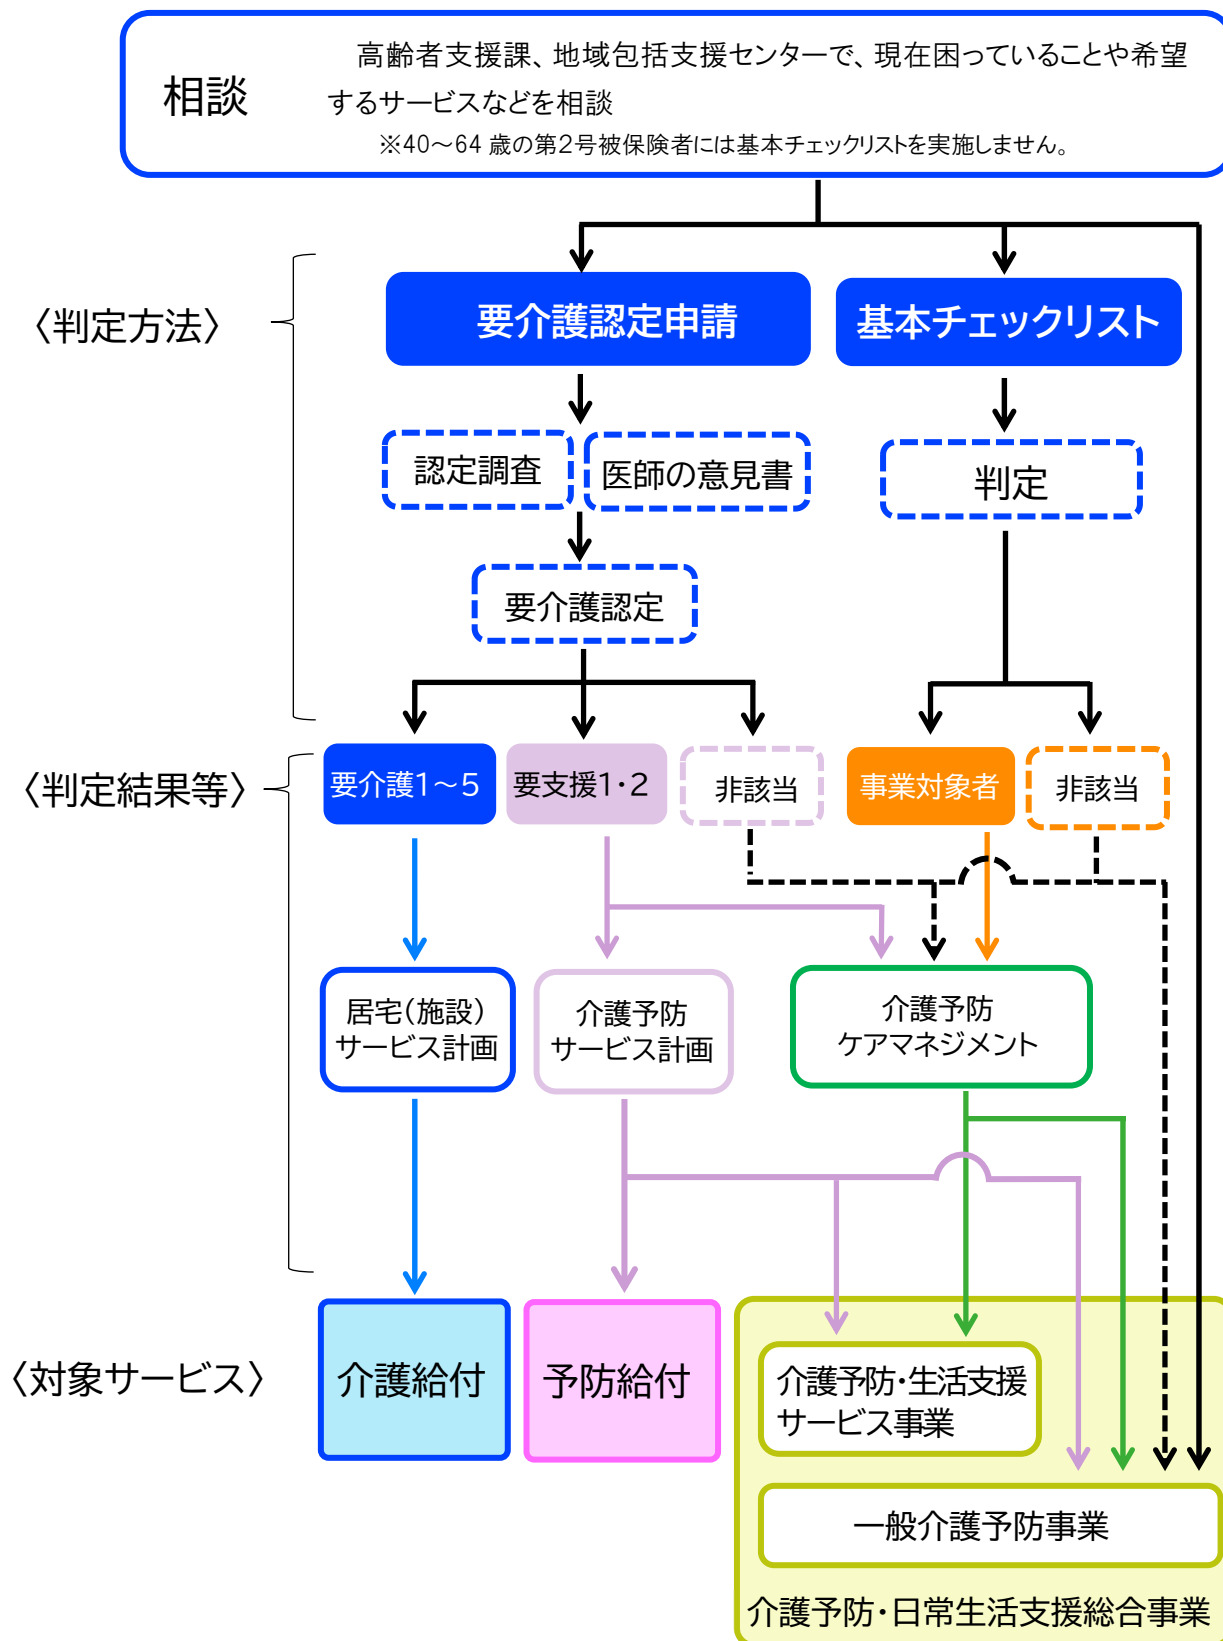 相談
高齢者支援課、地域包括支援センターで、現在困っていることや希望
するサービスなどを相談
※40～64 歳の第2号被保険者には基本チェックリストを実施しません。
〈判定方法〉
要介護認定申請
基本チェックリスト
認定調査
医師の意見書
判定
要介護認定
〈判定結果等〉
要介護1～5
要支援1・2
非該当
事業対象者
非該当
居宅(施設)
サービス計画
介護予防
サービス計画
介護予防
ケアマネジメント
〈対象サービス〉
介護給付
予防給付
介護予防・生活支援
サービス事業
一般介護予防事業
介護予防・日常生活支援総合事業